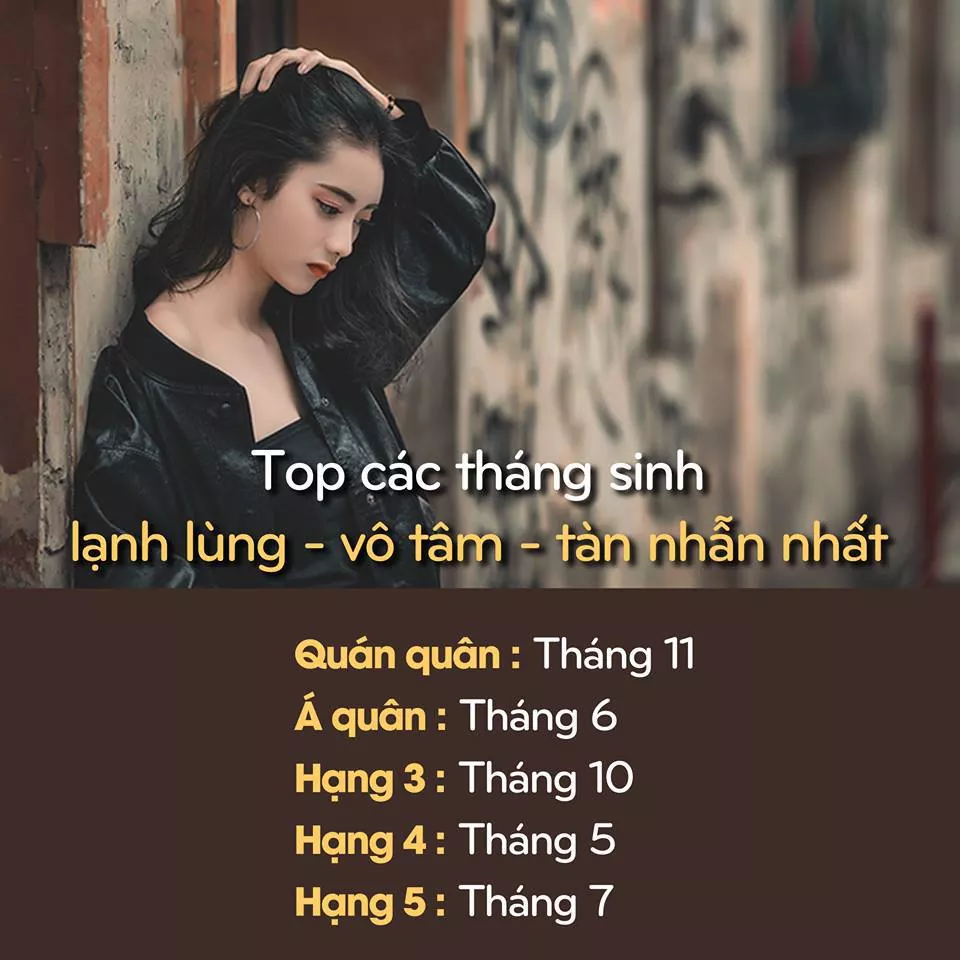 Top các tháng sinh
lạnh lùng - vô tâm - tàn nhẫn nhất
Quán quân : Tháng 11
Á quân : Tháng 6
Hạng 3 : Tháng 10
Hạng 4 : Tháng 5
Hạng 5 : Tháng 7